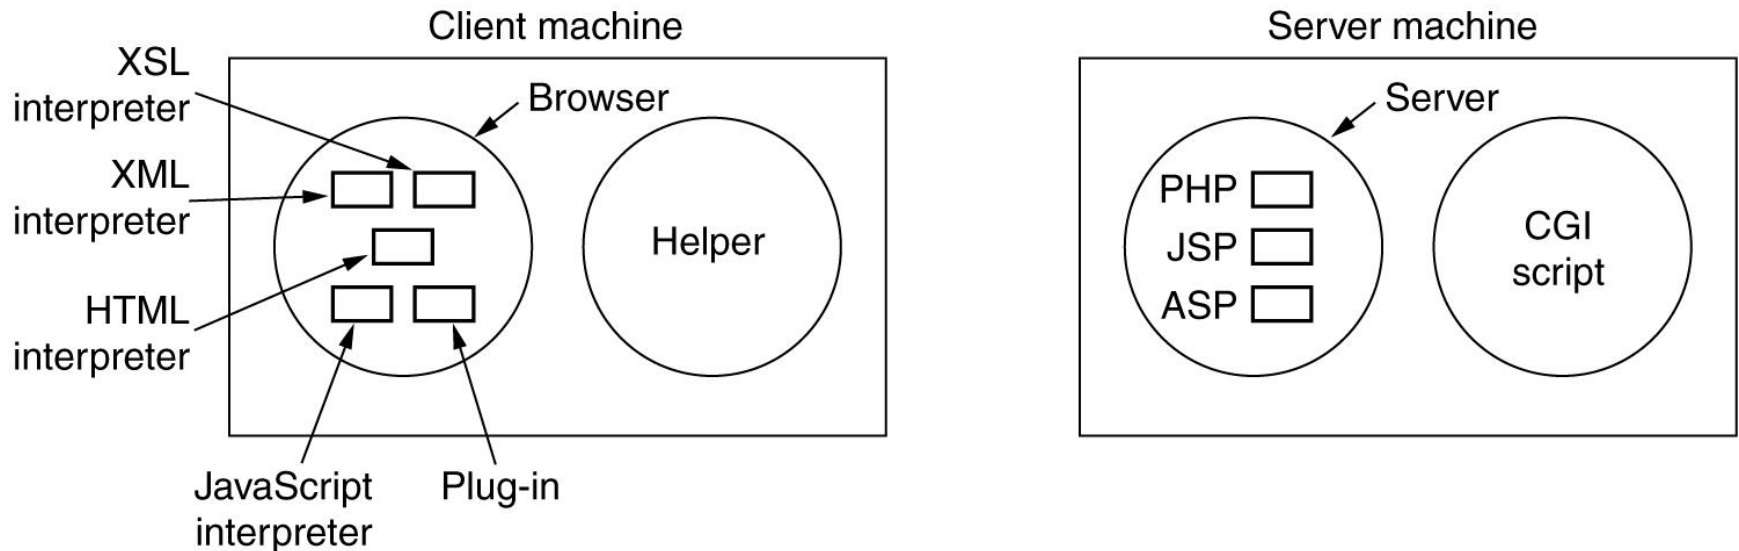 Client machine
Server machine
XSL
interpreter
Browser
Server
XML
interpreter
PHP
Helper
JSP
CGI
script
HTML
interpreter
ASP
JavaScript
interpreter
Plug-in